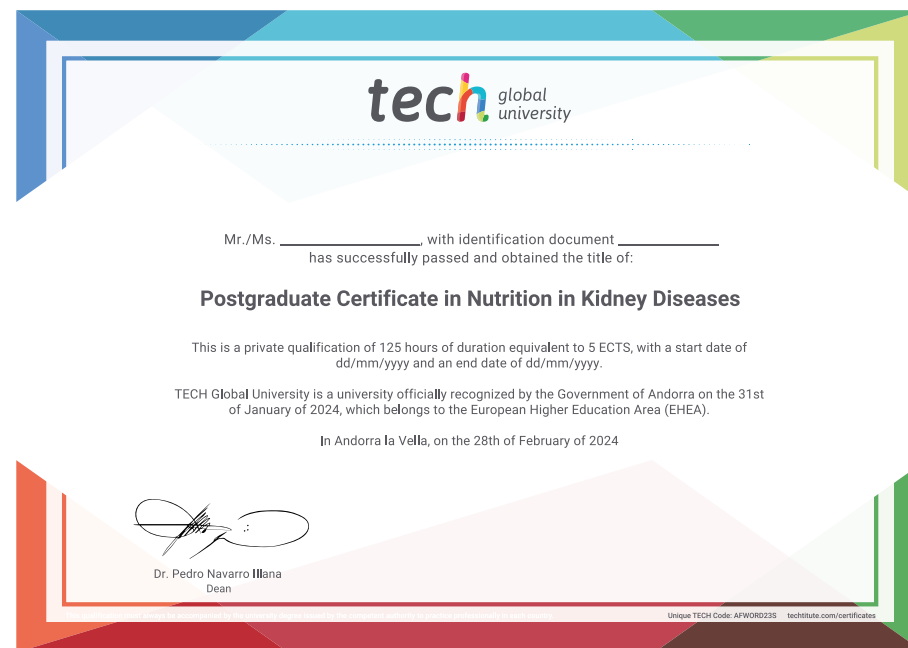 tech global
university
Mr./Ms. ____________________, with identification document ______________
has successfully passed and obtained the title of:
Postgraduate Certificate in Nutrition in Kidney Diseases
This is a private qualification of 125 hours of duration equivalent to 5 ECTS, with a start date of
dd/mm/yyyy and an end date of dd/mm/yyyy.
TECH Global University is a university officially recognized by the Government of Andorra on the 31st
of January of 2024, which belongs to the European Higher Education Area (EHEA).
In Andorra la Vella, on the 28th of February of 2024
Dr. Pedro Navarro Illana
Dean
Unique TECH Code: AFWORD23S techtitute.com/certificates